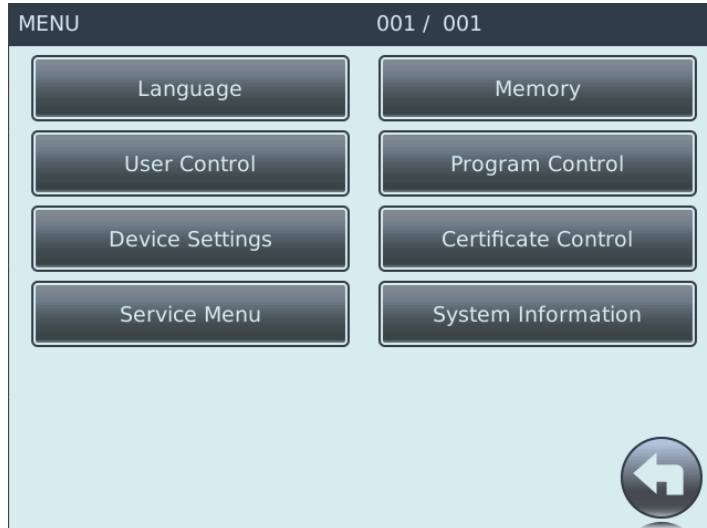 MENU 001 / 001
Language
Memory
User Control
Program Control
Device Settings
Certificate Control
Service Menu
System Information